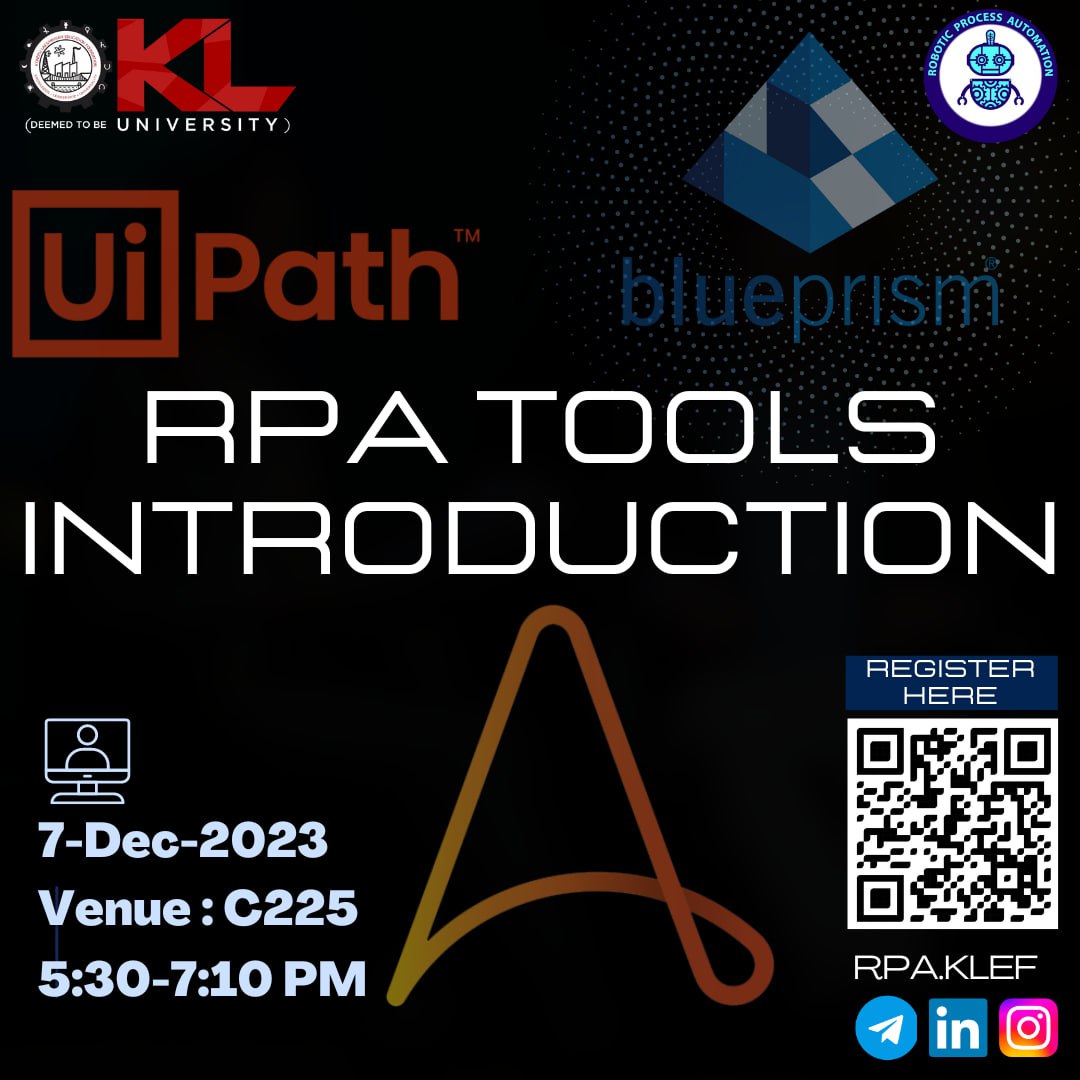 KL
(DEEMED TO BE UNIVERSITY)
ROBOTIC PROCESS AUTOMATION
UiPath™
blueprism®
RPA TOOLS
INTRODUCTION
REGISTER
HERE
7-Dec-2023
Venue : C225
5:30-7:10 PM
RPA.KLEF
in